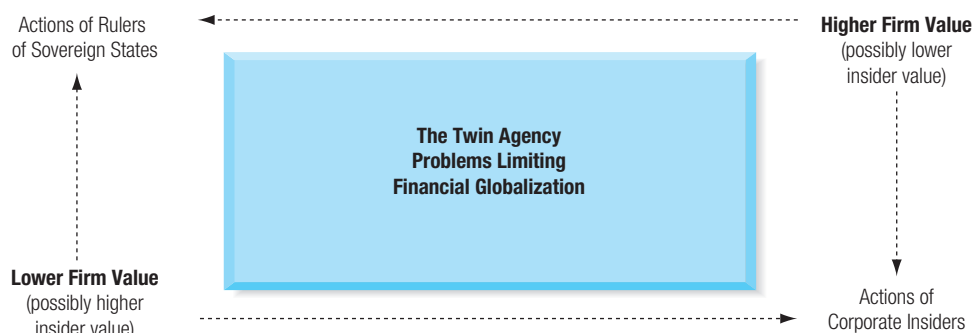 Actions of Rulers
of Sovereign States
Higher Firm Value
(possibly lower
insider value)
The Twin Agency
Problems Limiting
Financial Globalization
Lower Firm Value
(possibly higher
insider value)
Actions of
Corporate Insiders